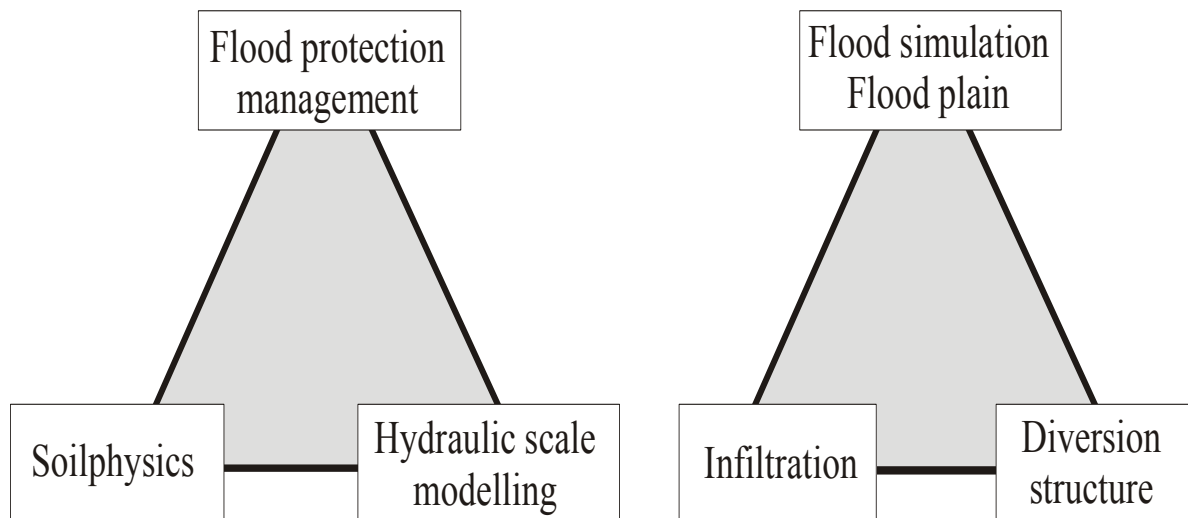 Flood protection
management
Soilphysics
Hydraulic scale
modelling
Flood simulation
Flood plain
Infiltration
Diversion
structure